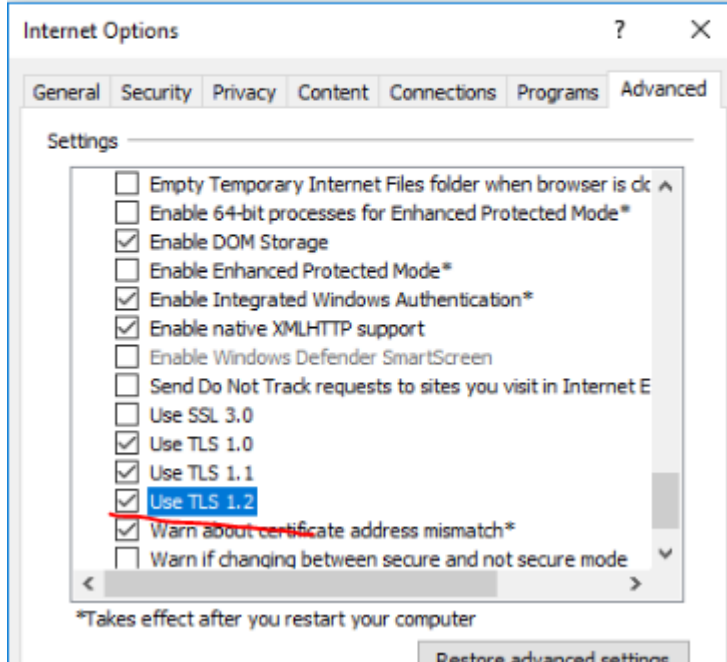 Internet Options ?
General Security Privacy Content Connections Programs Advanced
Settings
Empty Temporary Internet Files folder when browser is
Enable 64-bit processes for Enhanced Protected Mode*
Enable DOM Storage
Enable Enhanced Protected Mode*
Enable Integrated Windows Authentication*
Enable native XMLHTTP support
Enable Windows Defender SmartScreen
Send Do Not Track requests to sites you visit in Internet E
Use SSL 3.0
Use TLS 1.0
Use TLS 1.1
Use TLS 1.2
Warn about certificate address mismatch*
Warn if changing between secure and not secure mode
*Takes effect after you restart your computer
Restore advanced settings